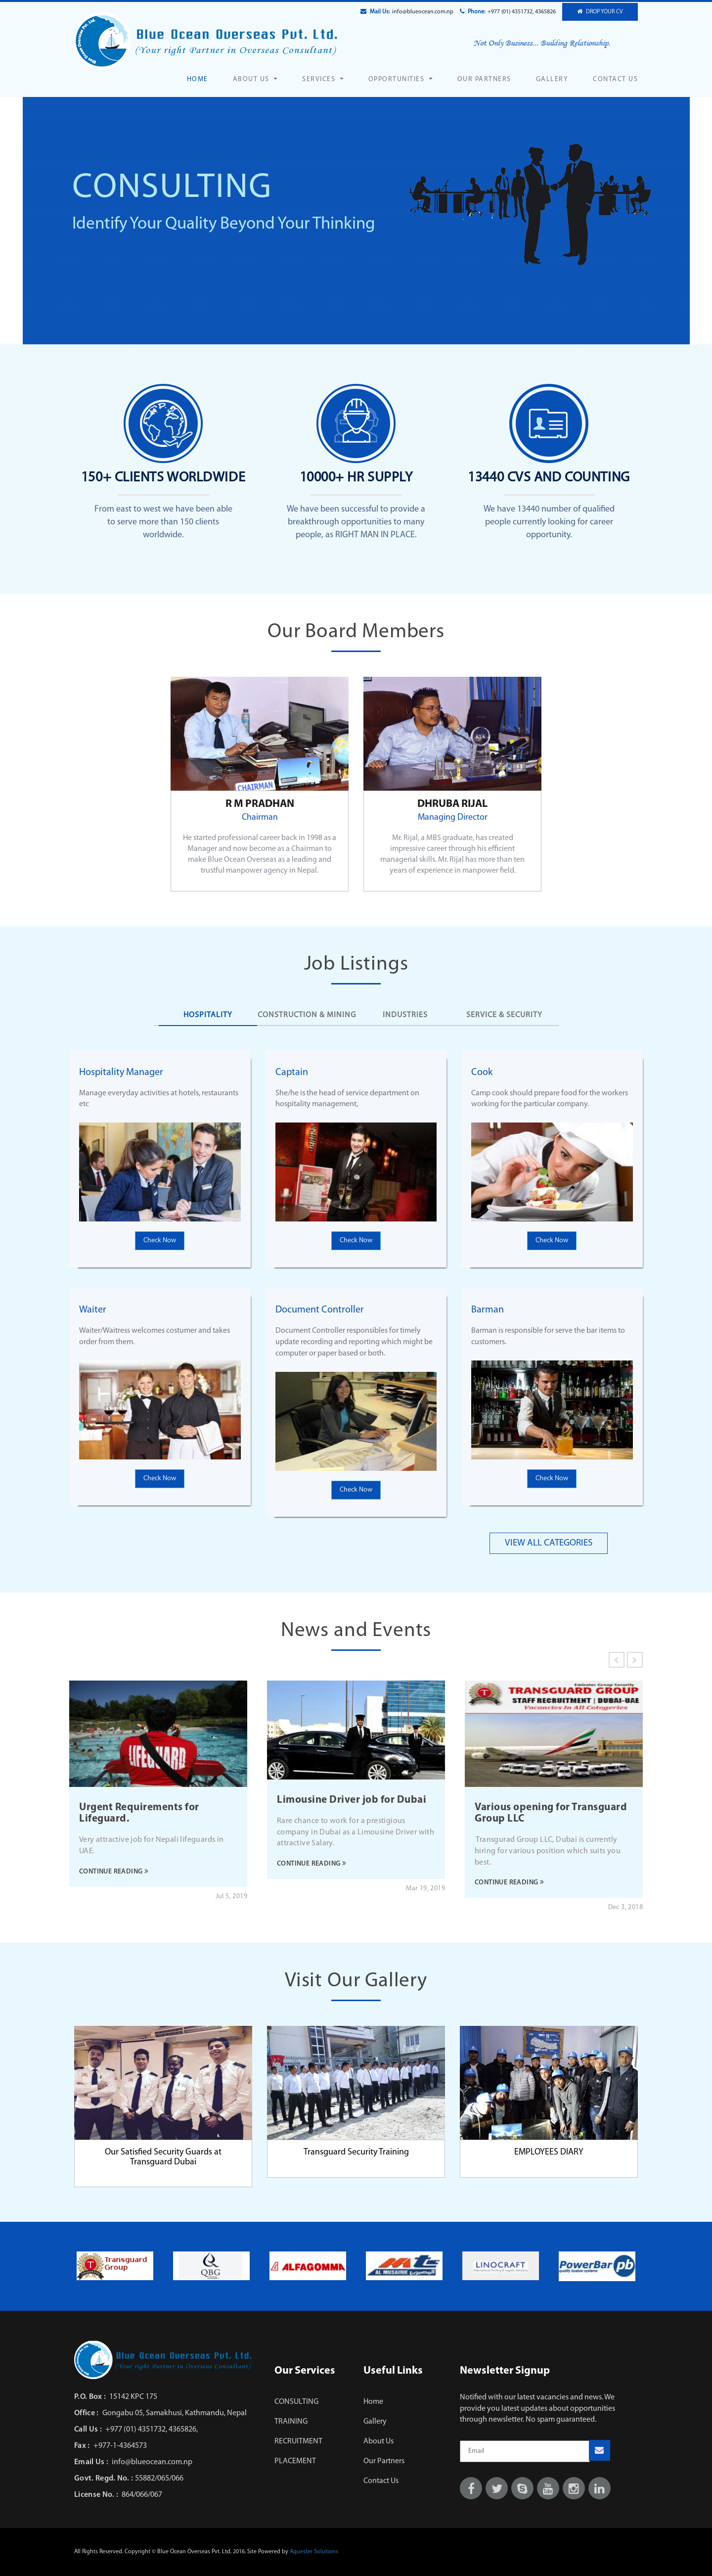 Mail Us: info@blueocean.com.np Phone: +977 (01) 4351732, 4365826 DROP YOUR CV
Blue Ocean Overseas Pvt. Ltd.
(Your right Partner in Overseas Consultant)
Not Only Business... Building Relationship.
HOME ABOUT US SERVICES OPPORTUNITIES OUR PARTNERS GALLERY CONTACT US
CONSULTING
Identify Your Quality Beyond Your Thinking
150+ CLIENTS WORLDWIDE
From east to west we have been able
to serve more than 150 clients
worldwide.
10000+ HR SUPPLY
We have been successful to provide a
breakthrough opportunities to many
people, as RIGHT MAN IN PLACE.
13440 CVS AND COUNTING
We have 13440 number of qualified
people currently looking for career
opportunity.
Our Board Members
CHAIRMAN
R M PRADHAN
Chairman
He started professional career back in 1998 as a
Manager and now become as a Chairman to
make Blue Ocean Overseas as a leading and
trustful manpower agency in Nepal.
DHRUBA RIJAL
Managing Director
Mr. Rijal, a MBS graduate, has created
impressive career through his efficient
managerial skills. Mr. Rijal has more than ten
years of experience in manpower field.
Job Listings
HOSPITALITY CONSTRUCTION & MINING INDUSTRIES SERVICE & SECURITY
Hospitality Manager
Manage everyday activities at hotels, restaurants
etc
Check Now
Captain
She/he is the head of service department on
hospitality management,
Check Now
Cook
Camp cook should prepare food for the workers
working for the particular company.
Check Now
Waiter
Waiter/Waitress welcomes costumer and takes
order from them.
Check Now
Document Controller
Document Controller responsibles for timely
update recording and reporting which might be
computer or paper based or both.
Check Now
Barman
Barman is responsible for serve the bar items to
customers.
Check Now
VIEW ALL CATEGORIES
News and Events
LIFEGUARD
Urgent Requirements for
Lifeguard.
Very attractive job for Nepali lifeguards in
UAE.
CONTINUE READING »
Jul 5, 2019
Limousine Driver job for Dubai
Rare chance to work for a prestigious
company in Dubai as a Limousine Driver with
attractive Salary.
CONTINUE READING »
Mar 19, 2019
Emirates Group Security
TRANSGUARD GROUP
STAFF RECRUITMENT | DUBAI-UAE
Vacancies in All Catogeries
Various opening for Transguard
Group LLC
Transgurad Group LLC, Dubai is currently
hiring for various position which suits you
best.
CONTINUE READING »
Dec 3, 2018
Visit Our Gallery
Our Satisfied Security Guards at
Transguard Dubai
Transguard Security Training
EMPLOYEES DIARY
Transguard
Group
QBG
ALFAGOMMA
mts
AL MUSAIRIE
LINOCRAFT
PowerBar pb
quality busbar systems
Blue Ocean Overseas Pvt. Ltd.
(Your right Partner in Overseas Consultant)
P.O. Box : 15142 KPC 175
Office : Gongabu 05, Samakhusi, Kathmandu, Nepal
Call Us : +977 (01) 4351732, 4365826,
Fax : +977-1-4364573
Email Us : info@blueocean.com.np
Govt. Regd. No. : 55882/065/066
License No. : 864/066/067
Our Services
CONSULTING
TRAINING
RECRUITMENT
PLACEMENT
Useful Links
Home
Gallery
About Us
Our Partners
Contact Us
Newsletter Signup
Notified with our latest vacancies and news. We
provide you latest updates about opportunities
through newsletter. No spam guaranteed.
Email
All Rights Reserved. Copyright © Blue Ocean Overseas Pvt. Ltd. 2016. Site Powered by Aquester Solutions